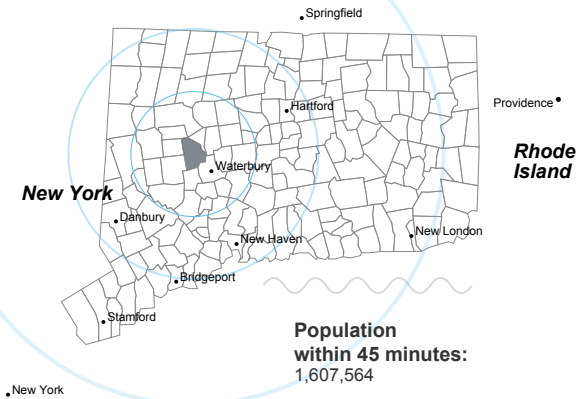 Springfield
Hartford
Providence
Rhode
Island
Waterbury
New York
Danbury
New Haven
New London
Bridgeport
Stamford
Population
within 45 minutes:
1,607,564
New York